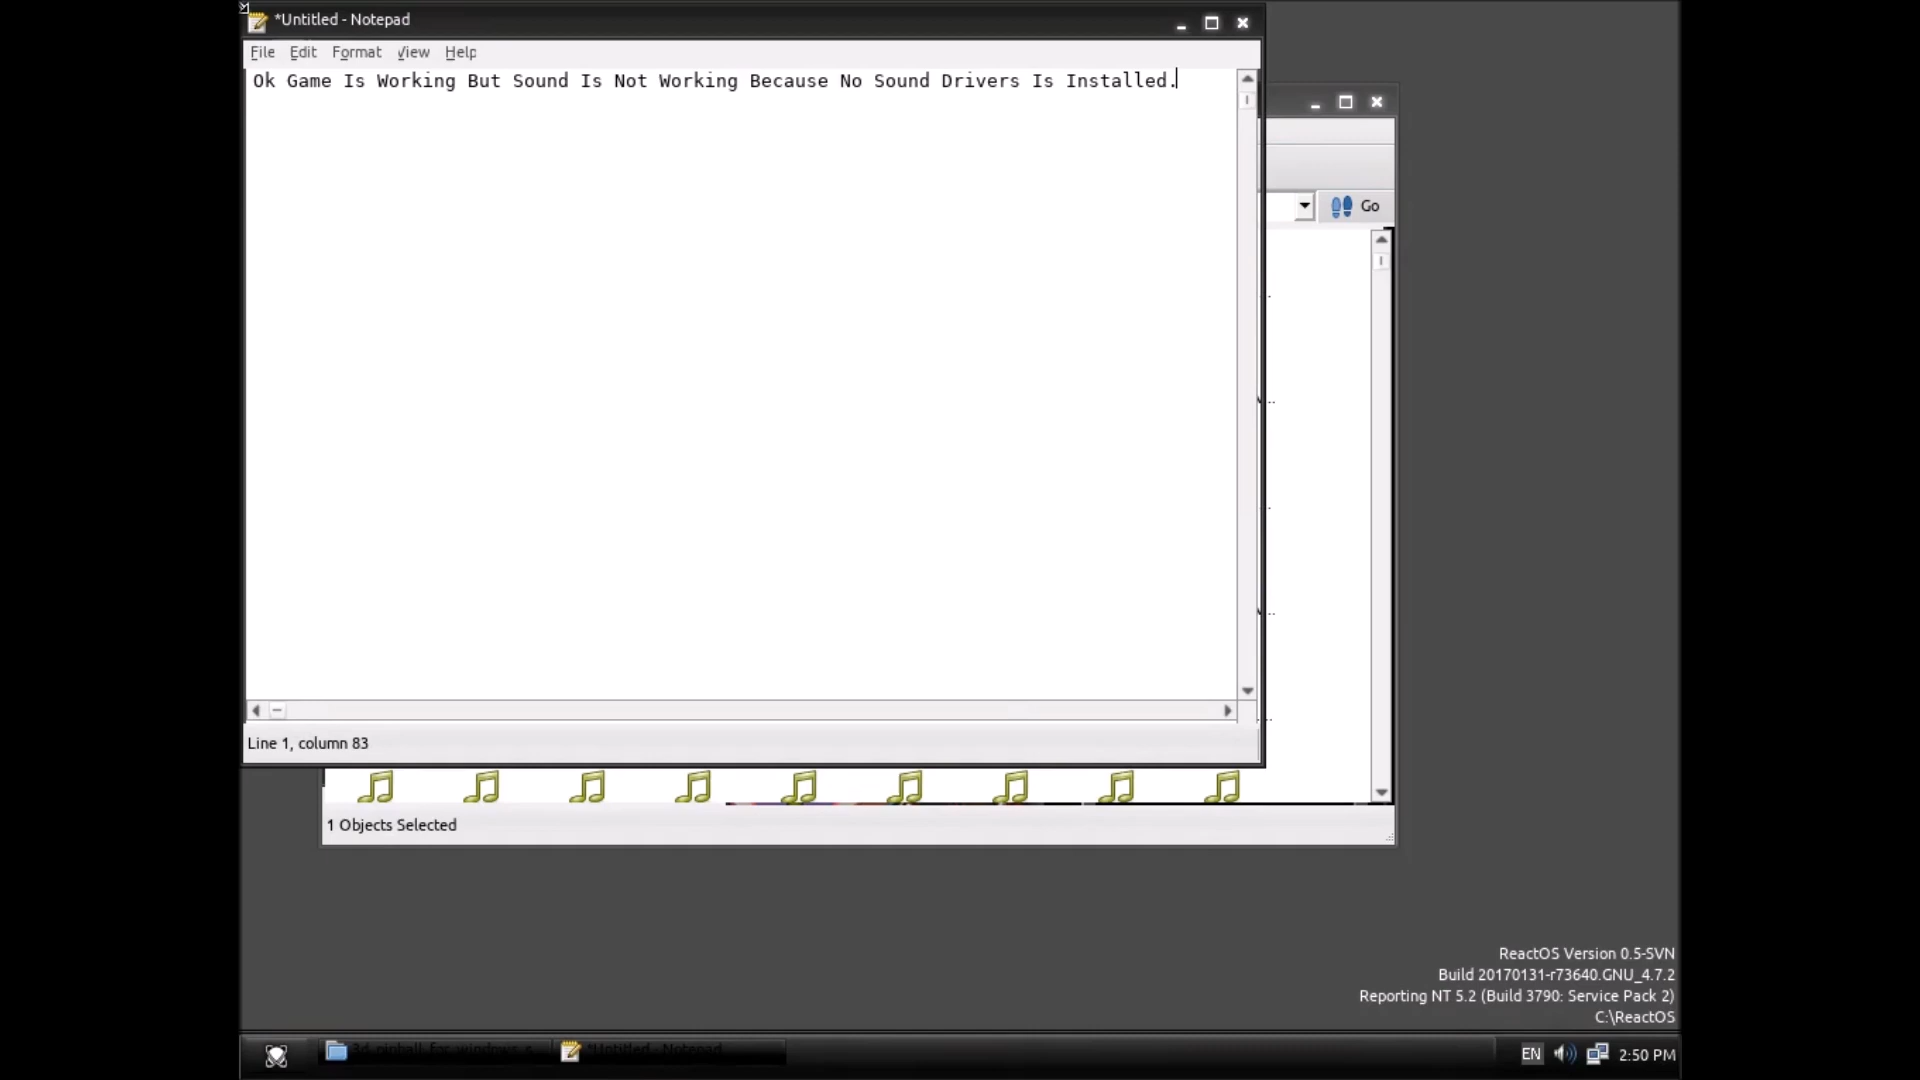 *Untitled - Notepad
File Edit Format View Help
Ok Game Is Working But Sound Is Not Working Because No Sound Drivers Is Installed.
Go
Line 1, column 83
1 Objects Selected
ReactOS Version 0.5-SVN
Build 20170131-r73640.GNU_4.7.2
Reporting NT 5.2 (Build 3790: Service Pack 2)
C:\ReactOS
*Untitled - Notepad
EN
2:50 PM